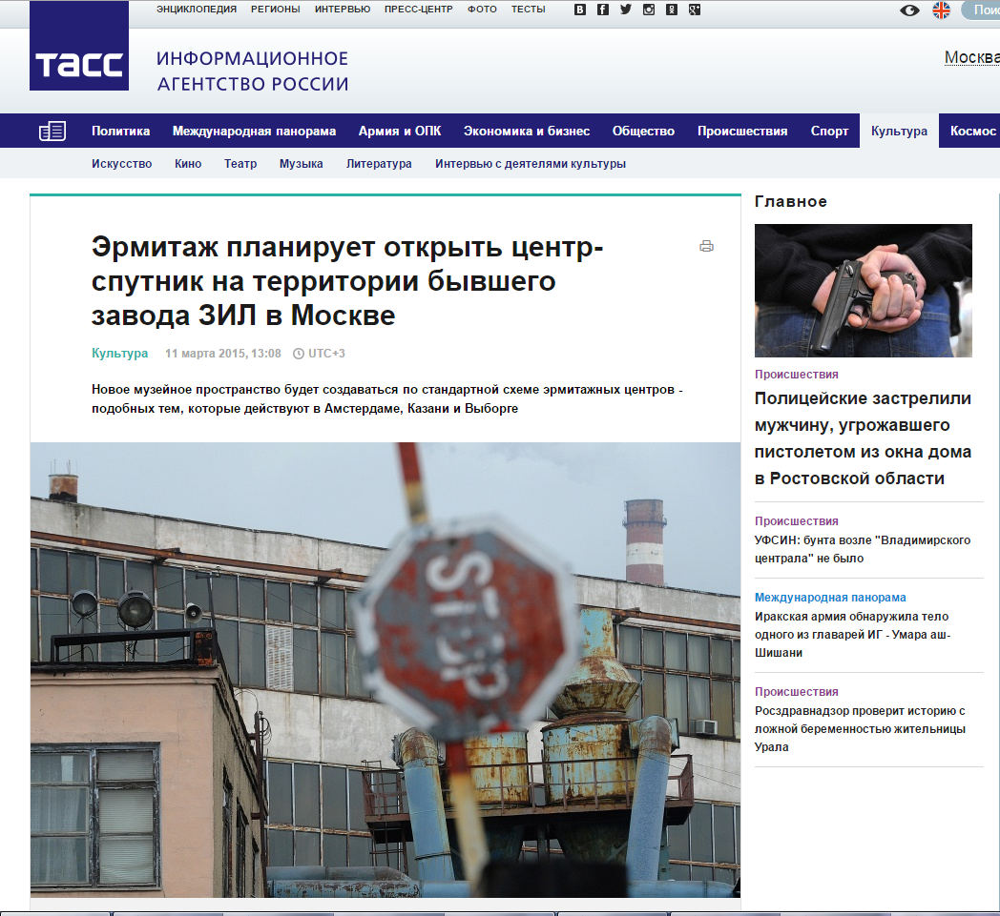 ЭНЦИКЛОПЕДИЯ РЕГИОНЫ ИНТЕРВЬЮ ПРЕСС-ЦЕНТР ФОТО ТЕСТЫ
ТАСС
ИНФОРМАЦИОННОЕ
АГЕНТСТВО РОССИИ
Москва
Политика Международная панорама Армия и ОПК Экономика и бизнес Общество Происшествия Спорт Культура Космос
Искусство Кино Театр Музыка Литература Интервью с деятелями культуры
Эрмитаж планирует открыть центр-
спутник на территории бывшего
завода ЗИЛ в Москве
Культура 11 марта 2015, 13:08 UTC+3
Новое музейное пространство будет создаваться по стандартной схеме эрмитажных центров -
подобных тем, которые действуют в Амстердаме, Казани и Выборге
Главное
Происшествия
Полицейские застрелили
мужчину, угрожавшего
пистолетом из окна дома
в Ростовской области
Происшествия
УФСИН: бунта возле "Владимирского
централа" не было
Международная панорама
Иракская армия обнаружила тело
одного из главарей ИГ - Умара аш-
Шишани
Происшествия
Росздравнадзор проверит историю с
ложной беременностью жительницы
Урала